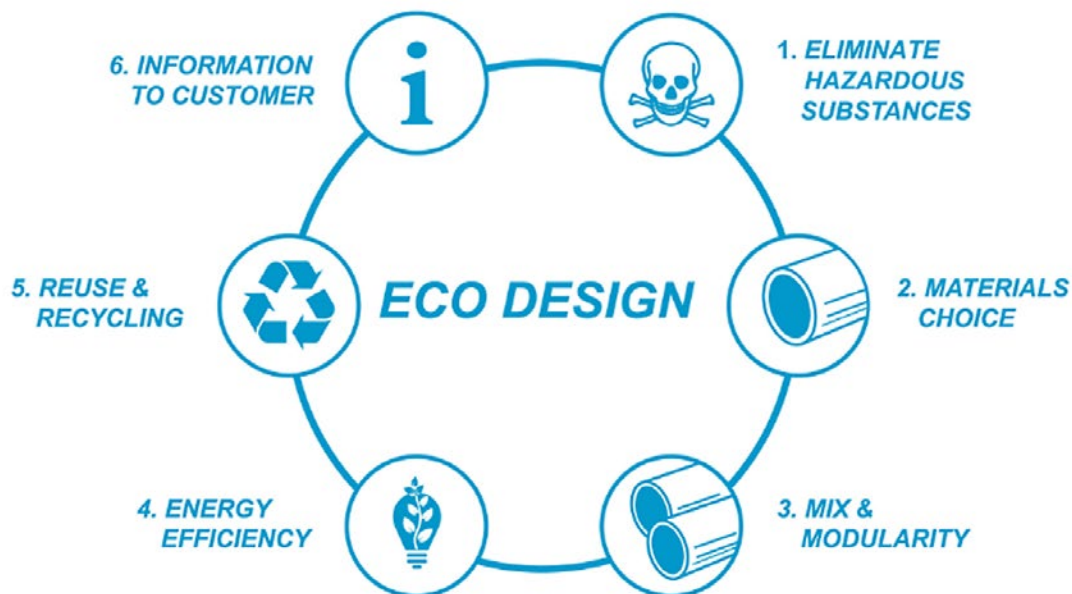 1. ELIMINATE
HAZARDOUS
SUBSTANCES
2. MATERIALS
CHOICE
3. MIX &
MODULARITY
4. ENERGY
EFFICIENCY
5. REUSE &
RECYCLING
6. INFORMATION
TO CUSTOMER
i
ECO DESIGN